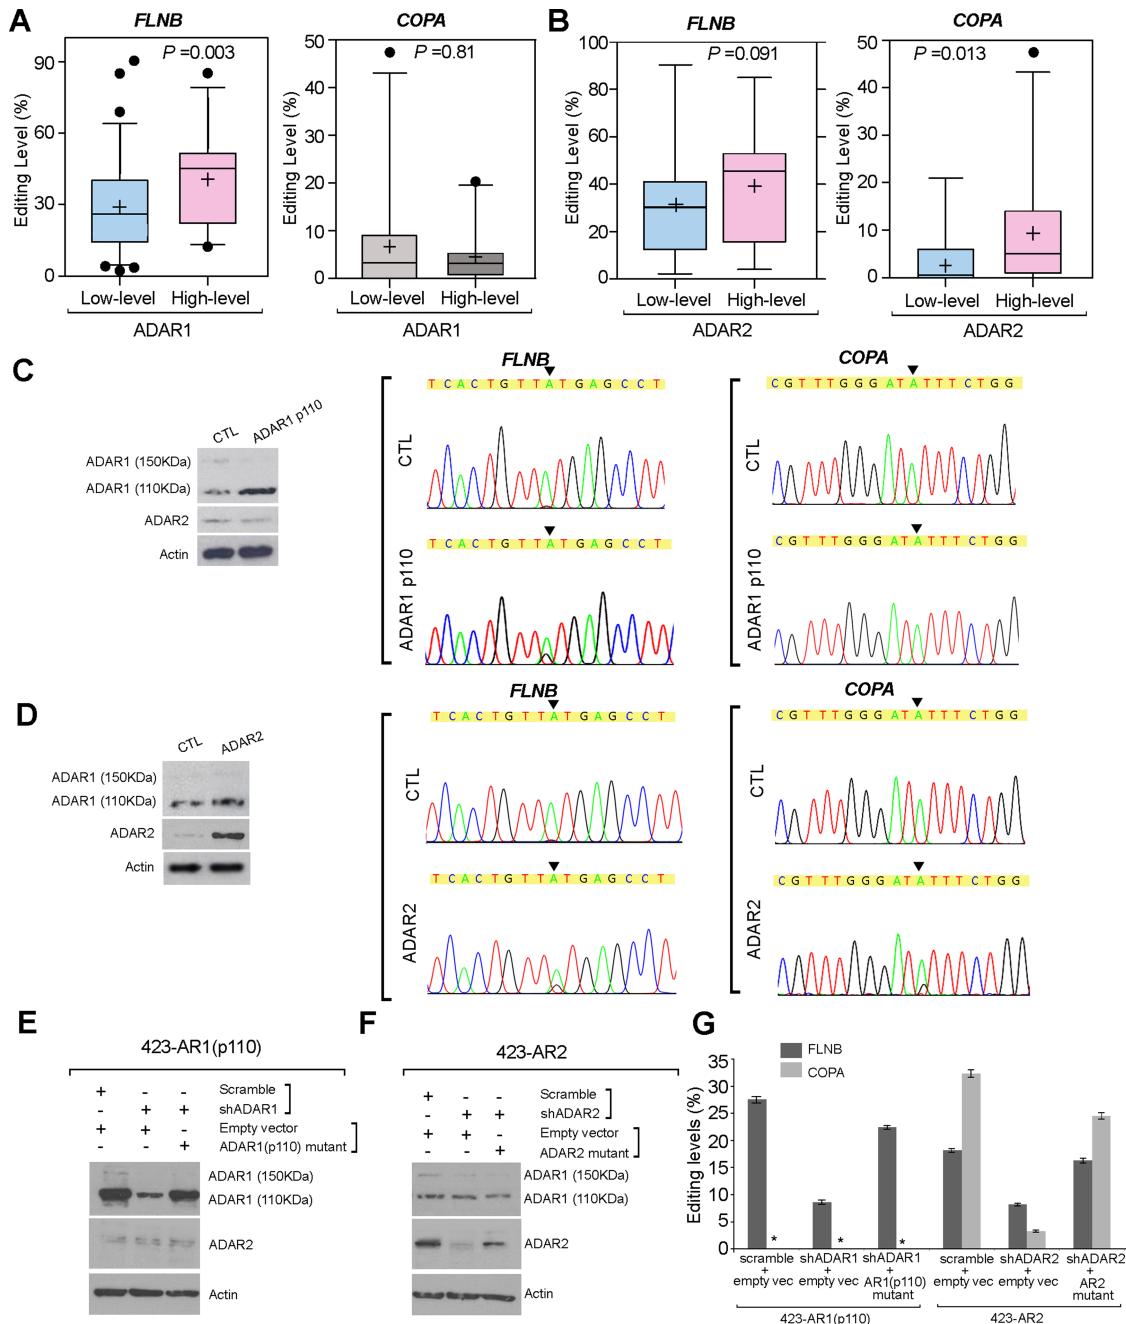 A
FLNB
P =0.003
Editing Level (%)
90
60
30
0
Low-level High-level
ADAR1
COPA
P =0.81
Editing Level (%)
50
40
30
20
10
0
Low-level High-level
ADAR1
B
FLNB
P =0.091
Editing Level (%)
100
80
60
40
20
0
Low-level High-level
ADAR2
COPA
P =0.013
Editing Level (%)
50
40
30
20
10
0
Low-level High-level
ADAR2
C
CTL ADAR1 p110
ADAR1 (150KDa)
ADAR1 (110KDa)
ADAR2
Actin
FLNB
CTL
T C A C T G T T A T G A G C C T
ADAR1 p110
T C A C T G T T A T G A G C C T
COPA
CTL
C G T T T G G G A T A T T T C T G G
ADAR1 p110
C G T T T G G G A T A T T T C T G G
D
CTL ADAR2
ADAR1 (150KDa)
ADAR1 (110KDa)
ADAR2
Actin
FLNB
CTL
T C A C T G T T A T G A G C C T
ADAR2
T C A C T G T T A T G A G C C T
COPA
CTL
C G T T T G G G A T A T T T C T G G
ADAR2
C G T T T G G G A T A T T T C T G G
E
423-AR1(p110)
+ - - Scramble
- + + shADAR1
+ + - Empty vector
- - + ADAR1(p110) mutant
ADAR1 (150KDa)
ADAR1 (110KDa)
ADAR2
Actin
F
423-AR2
+ - - Scramble
- + + shADAR2
+ + - Empty vector
- - + ADAR2 mutant
ADAR1 (150KDa)
ADAR1 (110KDa)
ADAR2
Actin
G
FLNB
COPA
Editing levels (%)
35
30
25
20
15
10
5
0
* * *
scramble + empty vec
shADAR1 + empty vec
shADAR1 + AR1(p110) mutant
scramble + empty vec
shADAR2 + empty vec
shADAR2 + AR2 mutant
423-AR1(p110)
423-AR2